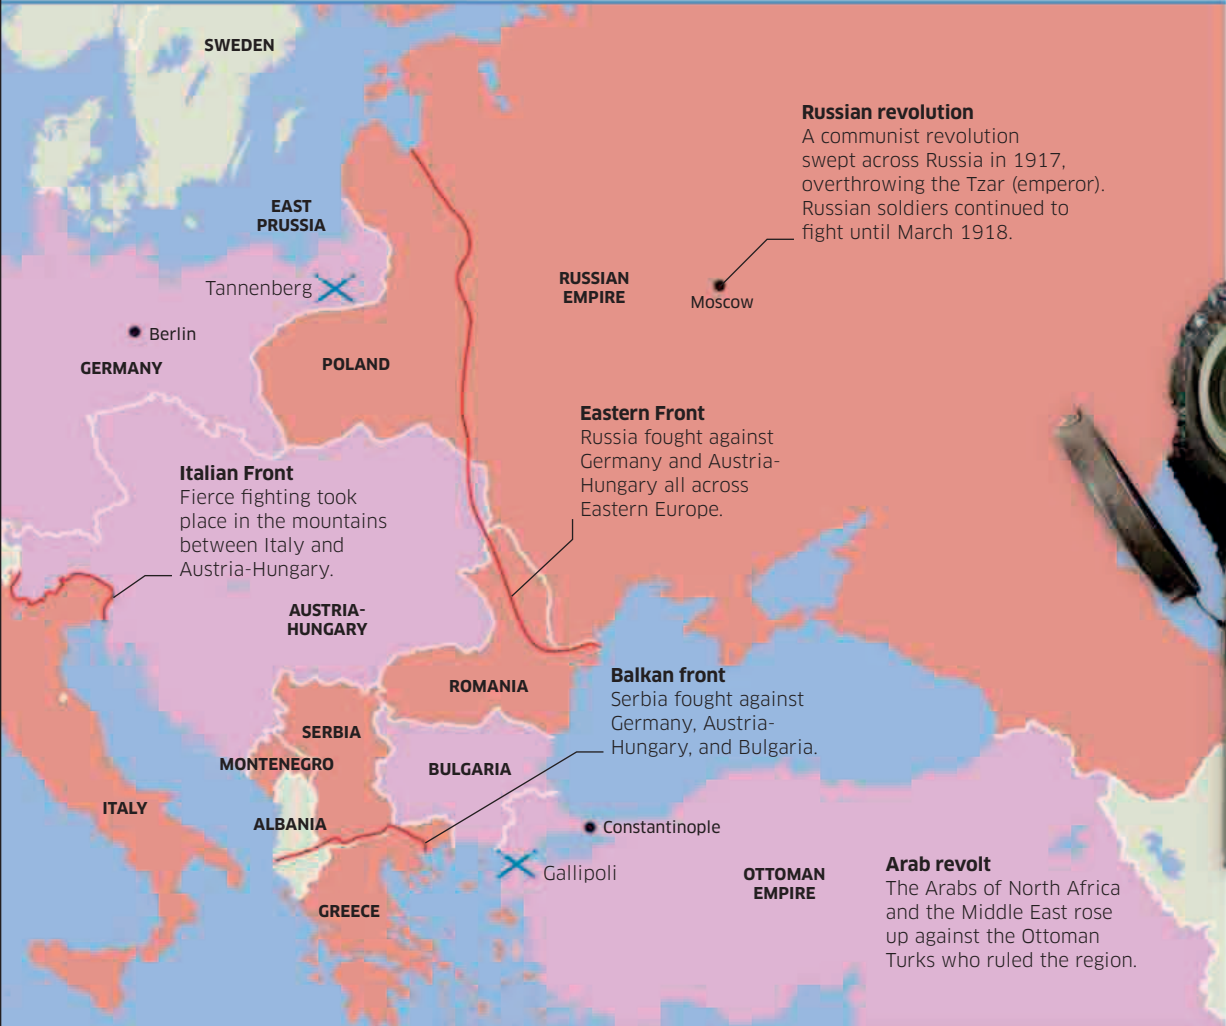 SWEDEN
Russian revolution
A communist revolution
swept across Russia in 1917,
overthrowing the Tzar (emperor).
Russian soldiers continued to
fight until March 1918.
EAST
PRUSSIA
Tannenberg
RUSSIAN
EMPIRE
Moscow
Berlin
GERMANY
POLAND
Eastern Front
Russia fought against
Germany and Austria-
Hungary all across
Eastern Europe.
Italian Front
Fierce fighting took
place in the mountains
between Italy and
Austria-Hungary.
AUSTRIA-
HUNGARY
ROMANIA
Balkan front
Serbia fought against
Germany, Austria-
Hungary, and Bulgaria.
SERBIA
MONTENEGRO
BULGARIA
ITALY
ALBANIA
Constantinople
Gallipoli
OTTOMAN
EMPIRE
GREECE
Arab revolt
The Arabs of North Africa
and the Middle East rose
up against the Ottoman
Turks who ruled the region.